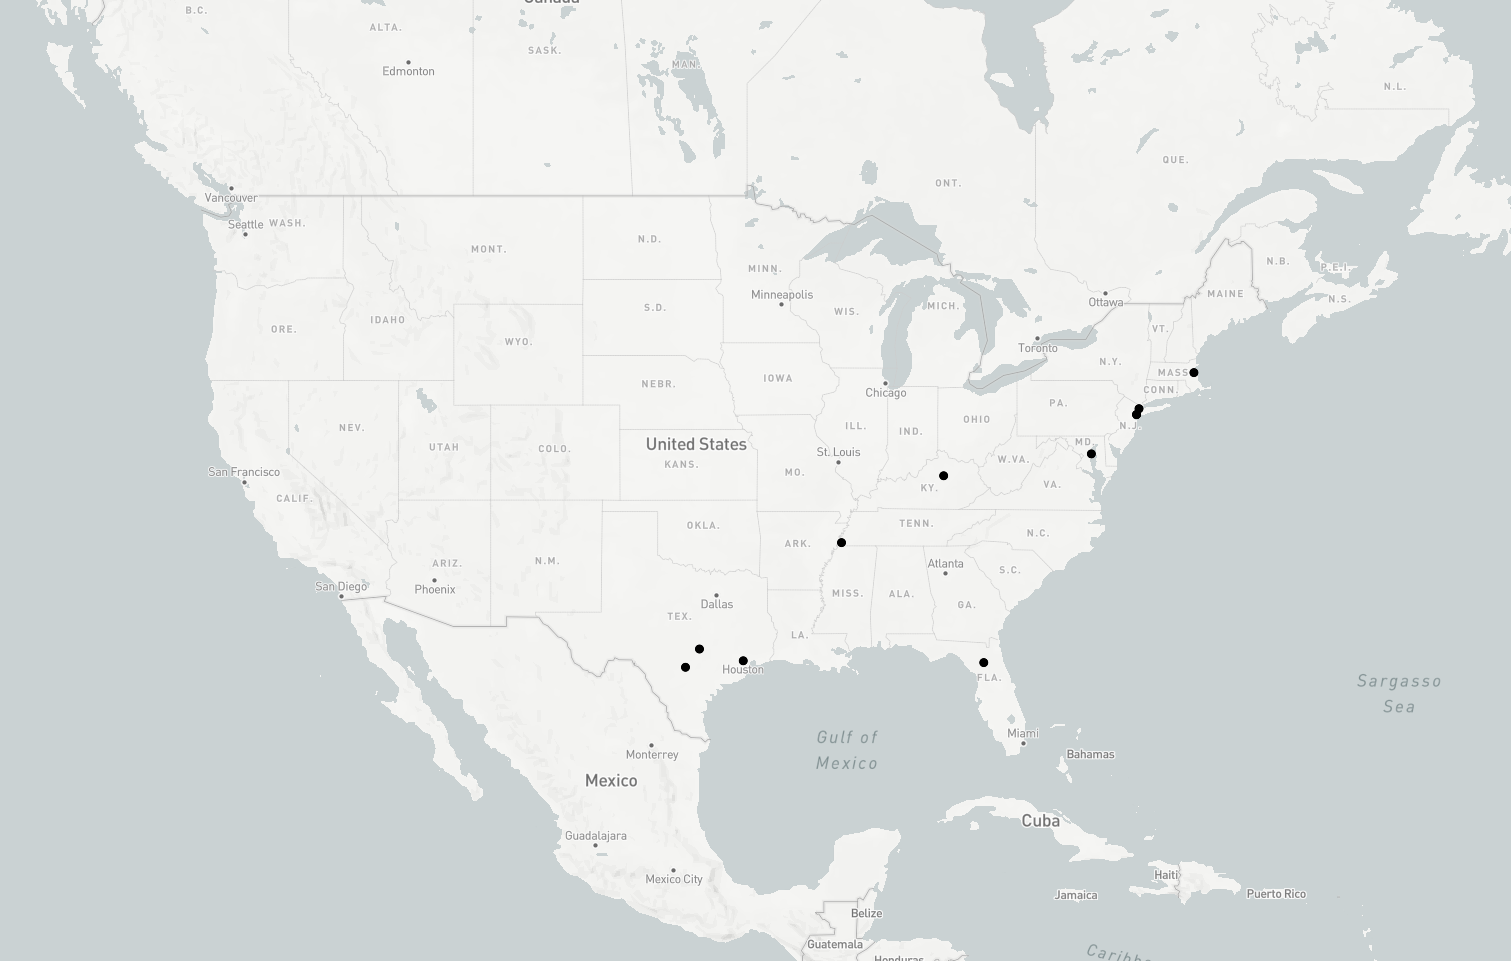 Canada
B.C.
ALTA.
SASK.
MAN.
Edmonton
N.L.
QUE.
ONT.
Vancouver
Seattle
WASH.
MONT.
N.D.
MINN.
N.B.
P.E.I.
MAINE
N.S.
Ottawa
Minneapolis
S.D.
WIS.
MICH.
IDAHO
ORE.
WYO.
VT.
Toronto
N.Y.
MASS
IOWA
NEBR.
Chicago
CONN.
PA.
OHIO
N.J.
NEV.
UTAH
COLO.
United States
KANS.
ILL.
IND.
MD.
St. Louis
W.VA.
MO.
San Francisco
CALIF.
KY.
VA.
OKLA.
TENN.
N.C.
ARK.
ARIZ.
N.M.
Atlanta
S.C.
San Diego
Phoenix
MISS.
ALA.
GA.
Dallas
TEX.
LA.
Houston
FLA.
Sargasso
Sea
Gulf of
Mexico
Miami
Monterrey
Bahamas
Mexico
Cuba
Guadalajara
Mexico City
Haiti
Jamaica
Puerto Rico
Belize
Guatemala
Honduras
Caribb